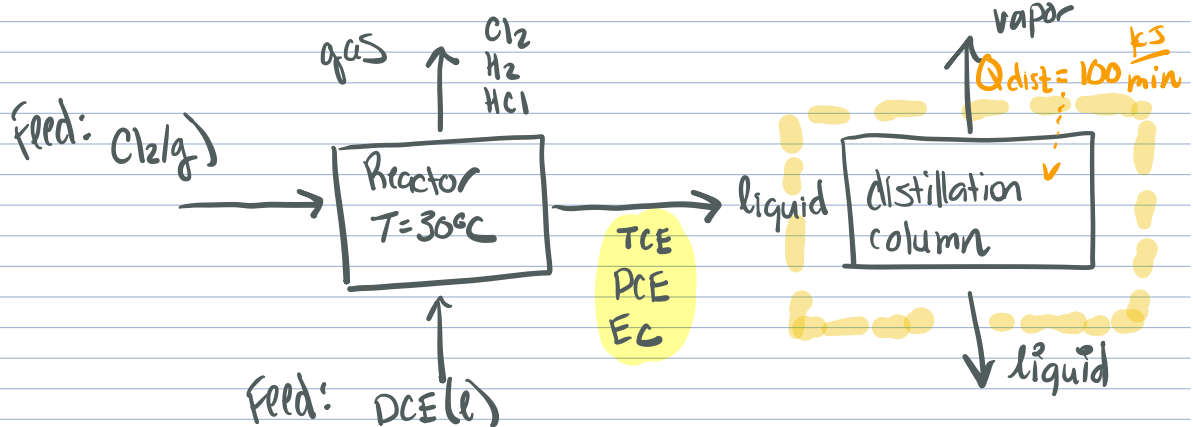 Feed: Cl2(g)
gas
Cl2
H2
HCl
Reactor
T=30°C
Feed: DCE(l)
liquid
TCE
DCE
EC
vapor
Qdist = 100 kJ/min
distillation
column
liquid